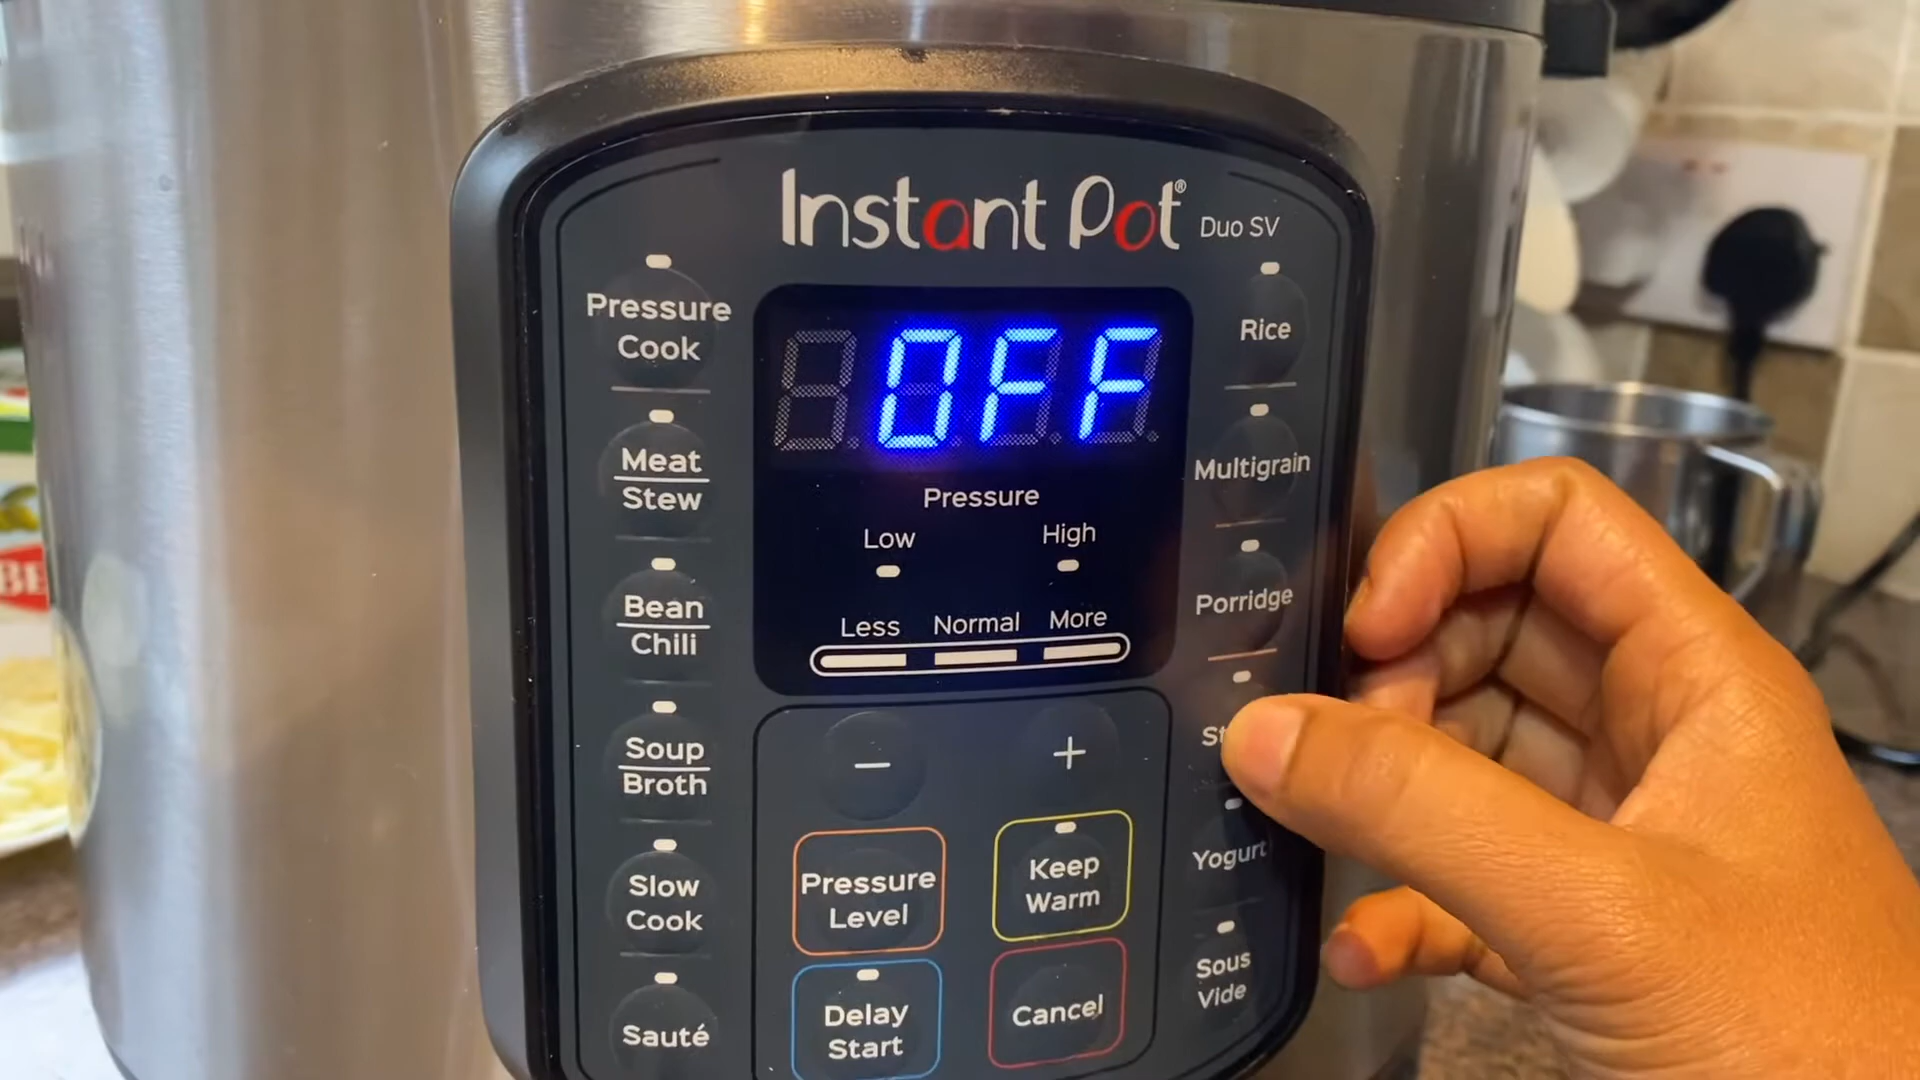 Instant Pot® Duo SV
OFF
Pressure
Low High
Less Normal More
Pressure
Cook
Meat
Stew
Bean
Chili
Soup
Broth
Slow
Cook
Sauté
− +
Pressure
Level
Keep
Warm
Delay
Start
Cancel
Rice
Multigrain
Porridge
Yogurt
Sous
Vide